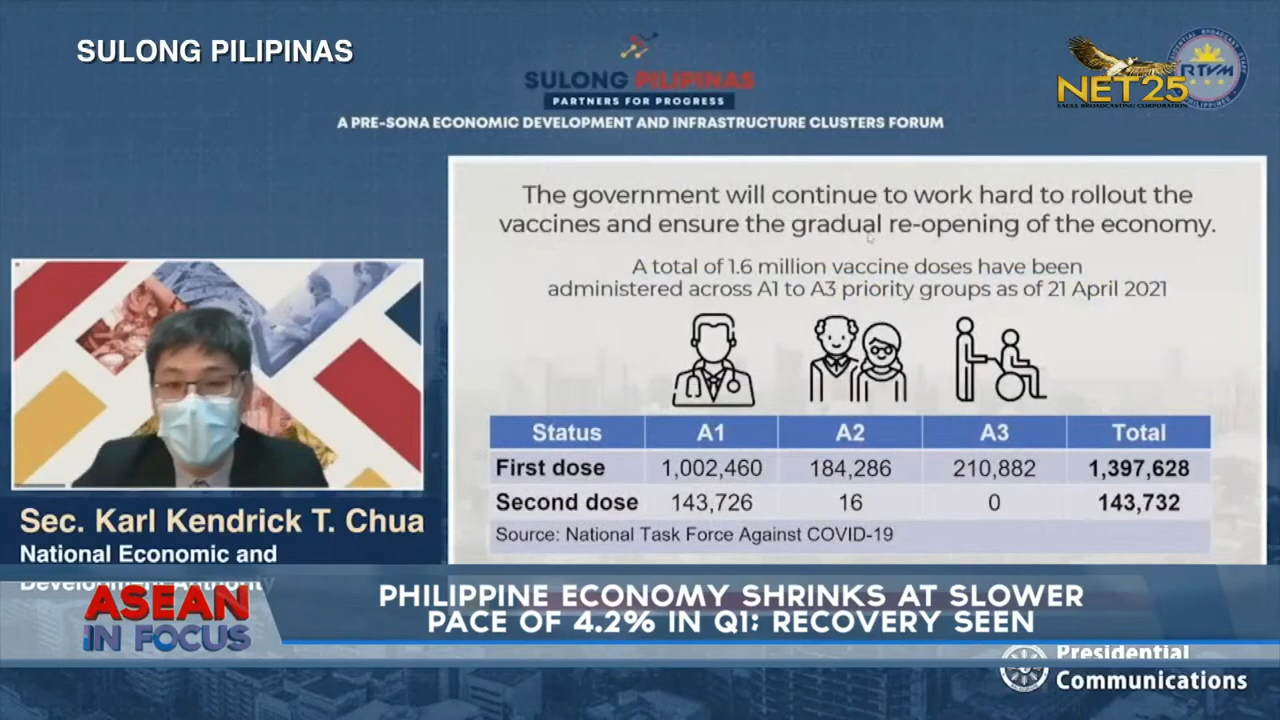 SULONG PILIPINAS
SULONG PILIPINAS
PARTNERS FOR PROGRESS
A PRE-SONA ECONOMIC DEVELOPMENT AND INFRASTRUCTURE CLUSTERS FORUM
NET25
EAGLE BROADCASTING CORPORATION
RTVM
The government will continue to work hard to rollout the
vaccines and ensure the gradual re-opening of the economy.
A total of 1.6 million vaccine doses have been
administered across A1 to A3 priority groups as of 21 April 2021
Status A1 A2 A3 Total
First dose 1,002,460 184,286 210,882 1,397,628
Second dose 143,726 16 0 143,732
Source: National Task Force Against COVID-19
Sec. Karl Kendrick T. Chua
National Economic and
Development Authority
ASEAN
IN FOCUS
PHILIPPINE ECONOMY SHRINKS AT SLOWER
PACE OF 4.2% IN Q1; RECOVERY SEEN
Presidential
Communications